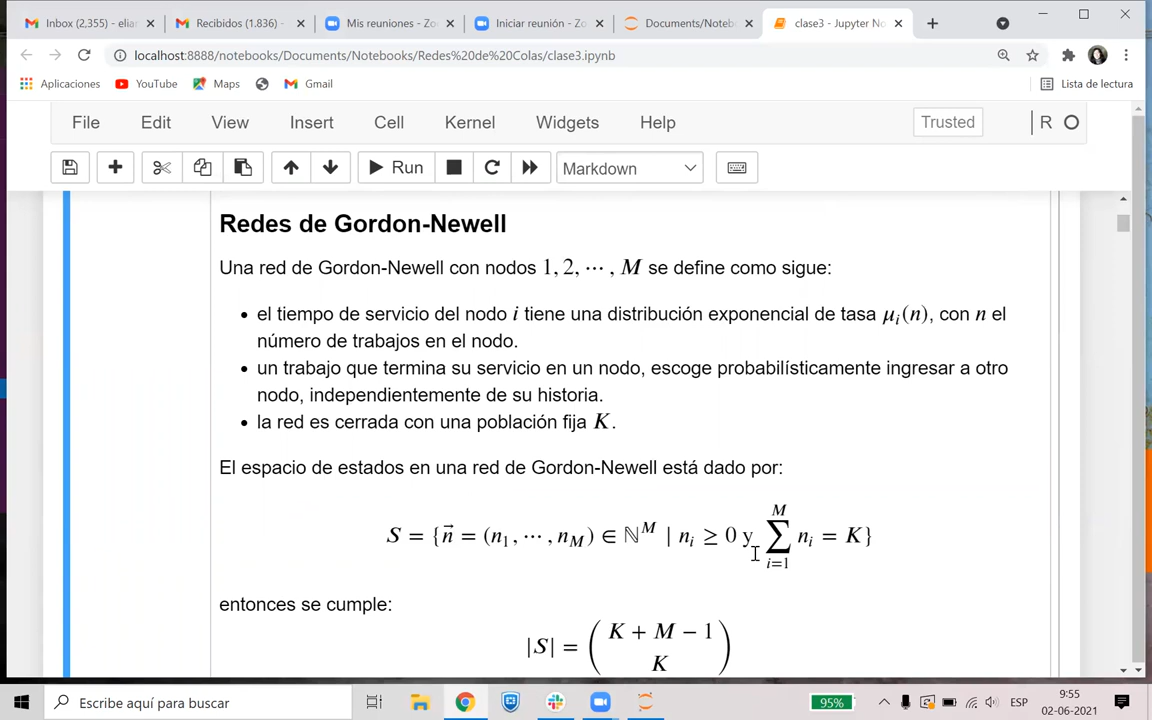 Inbox (2,355) - elian
Recibidos (1.836) -
Mis reuniones - Zo
Iniciar reunión - Zo
Documents/Noteb
clase3 - Jupyter No
localhost:8888/notebooks/Documents/Notebooks/Redes%20de%20Colas/clase3.ipynb
Aplicaciones YouTube Maps Gmail Lista de lectura
File Edit View Insert Cell Kernel Widgets Help Trusted R
Run Markdown
Redes de Gordon-Newell
Una red de Gordon-Newell con nodos 1, 2, ⋯ , M se define como sigue:
• el tiempo de servicio del nodo i tiene una distribución exponencial de tasa μᵢ(n), con n el
número de trabajos en el nodo.
• un trabajo que termina su servicio en un nodo, escoge probabilísticamente ingresar a otro
nodo, independientemente de su historia.
• la red es cerrada con una población fija K.
El espacio de estados en una red de Gordon-Newell está dado por:
S = {n⃗ = (n₁, ⋯ , n_M) ∈ ℕ^M | nᵢ ≥ 0 y ∑_{i=1}^{M} nᵢ = K}
entonces se cumple:
|S| = (K + M − 1
K)
Escribe aquí para buscar
95%
ESP
9:55
02-06-2021